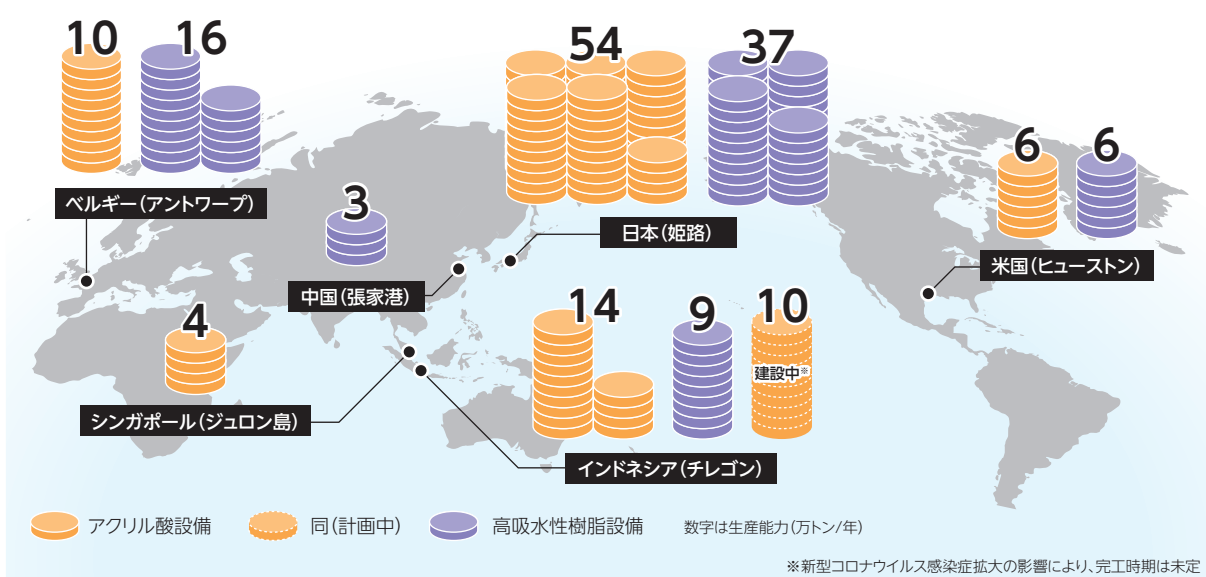 10
16
ベルギー(アントワープ)
54
37
日本(姫路)
6
6
米国(ヒューストン)
3
中国(張家港)
4
シンガポール(ジュロン島)
14
9
10
建設中※
インドネシア(チレゴン)
アクリル酸設備
同(計画中)
高吸水性樹脂設備
数字は生産能力(万トン/年)
※新型コロナウイルス感染症拡大の影響により、完工時期は未定